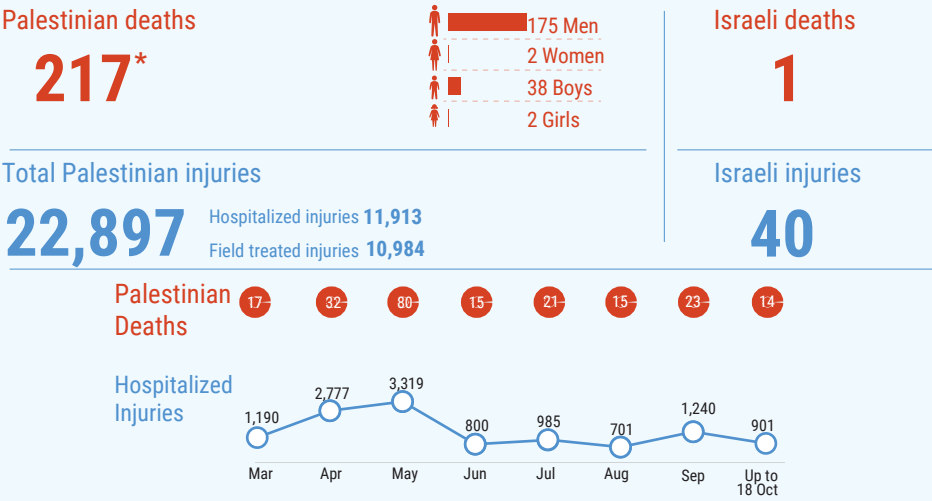 Palestinian deaths
217*
175 Men
2 Women
38 Boys
2 Girls
Israeli deaths
1
Total Palestinian injuries
22,897
Hospitalized injuries 11,913
Field treated injuries 10,984
Israeli injuries
40
Palestinian
Deaths
17 32 80 15 21 15 23 14
Hospitalized
Injuries
1,190 2,777 3,319 800 985 701 1,240 901
Mar Apr May Jun Jul Aug Sep Up to
18 Oct